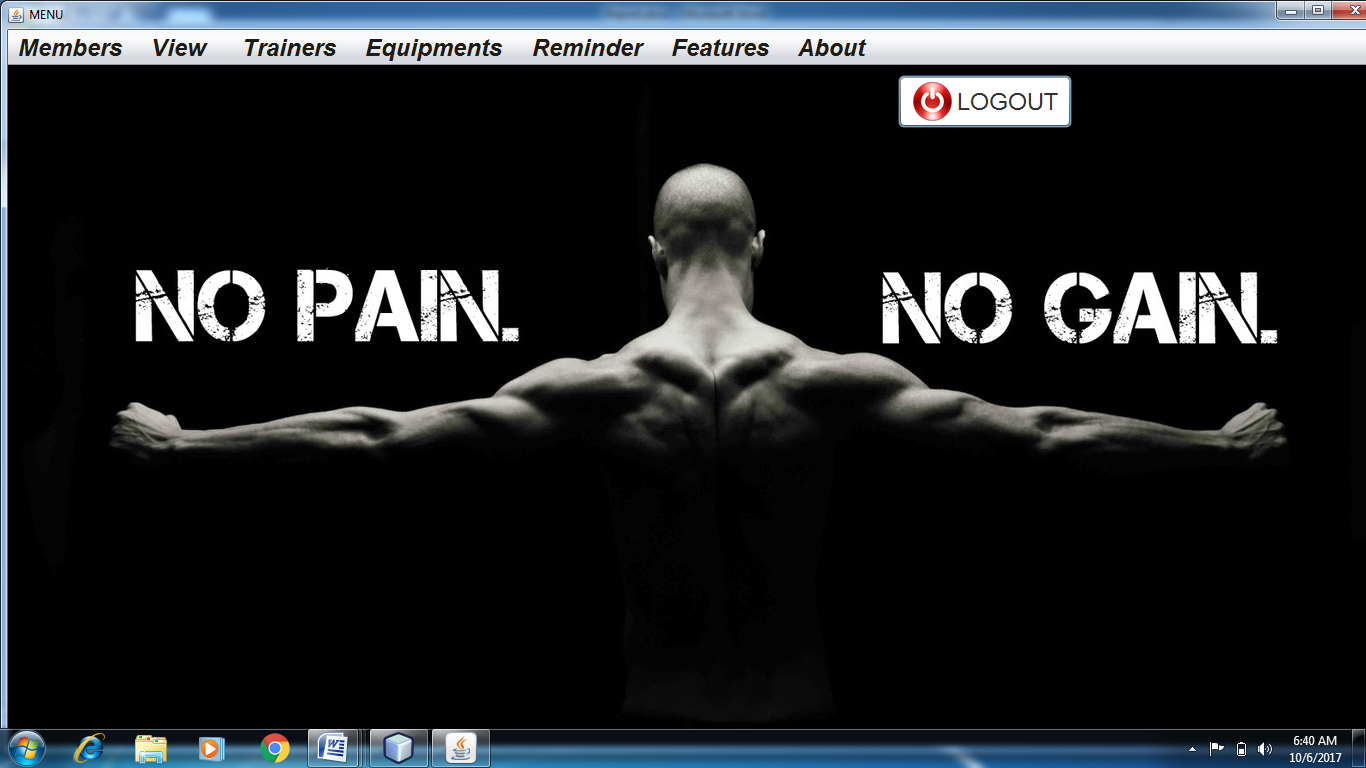 MENU
Members View Trainers Equipments Reminder Features About
LOGOUT
NO PAIN. NO GAIN.
6:40 AM
10/6/2017